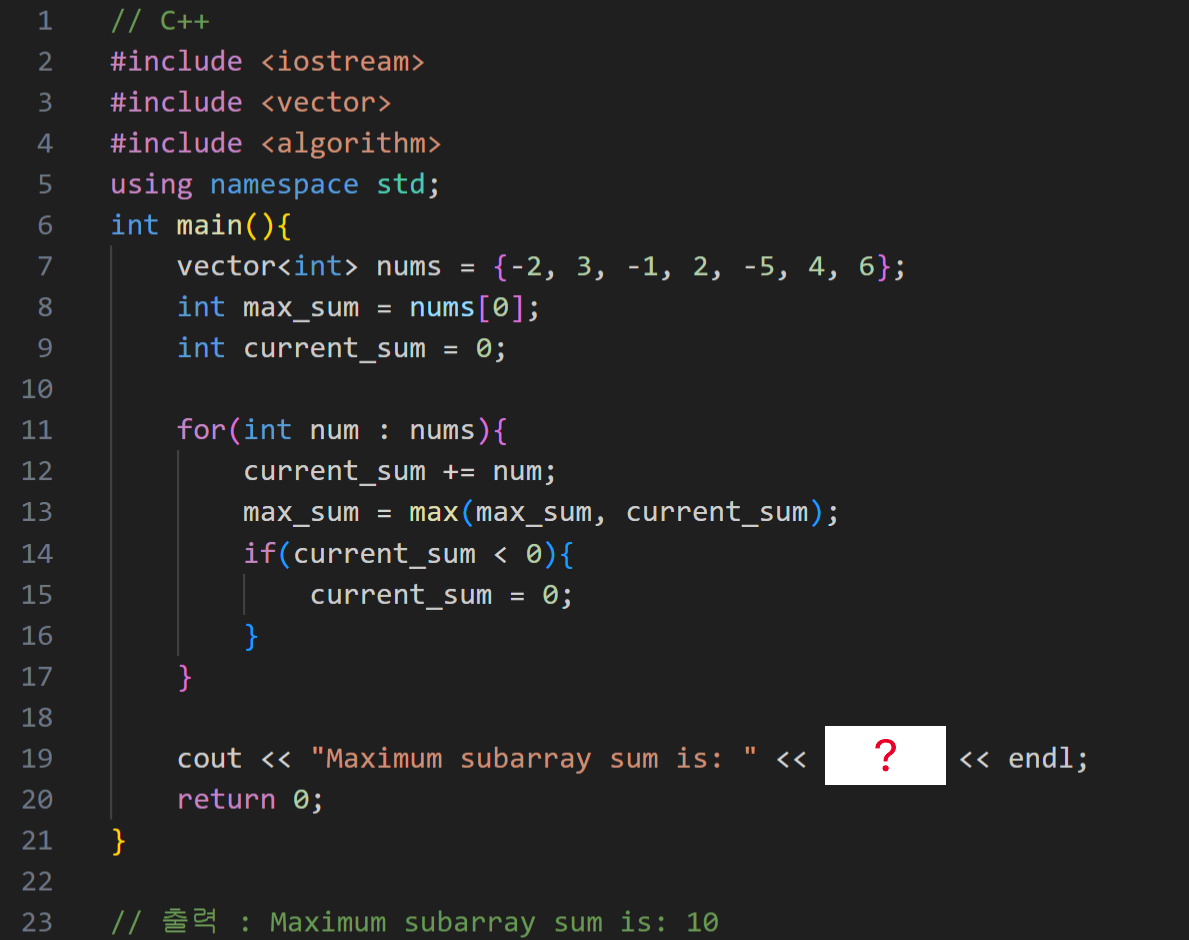 1 // C++
2 #include <iostream>
3 #include <vector>
4 #include <algorithm>
5 using namespace std;
6 int main(){
7     vector<int> nums = {-2, 3, -1, 2, -5, 4, 6};
8     int max_sum = nums[0];
9     int current_sum = 0;
10
11     for(int num : nums){
12         current_sum += num;
13         max_sum = max(max_sum, current_sum);
14         if(current_sum < 0){
15             current_sum = 0;
16         }
17     }
18
19     cout << "Maximum subarray sum is: " << ? << endl;
20     return 0;
21 }
22
23 // 출력 : Maximum subarray sum is: 10